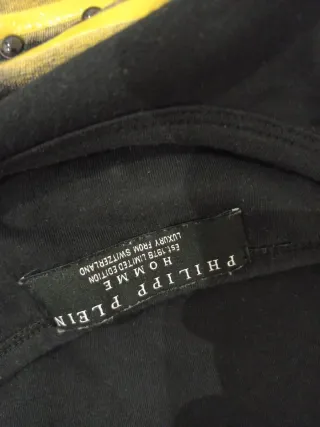 PHILIPP PLEIN
HOMME
Est. 1978 LIMITED EDITION
LUXURY FROM SWITZERLAND